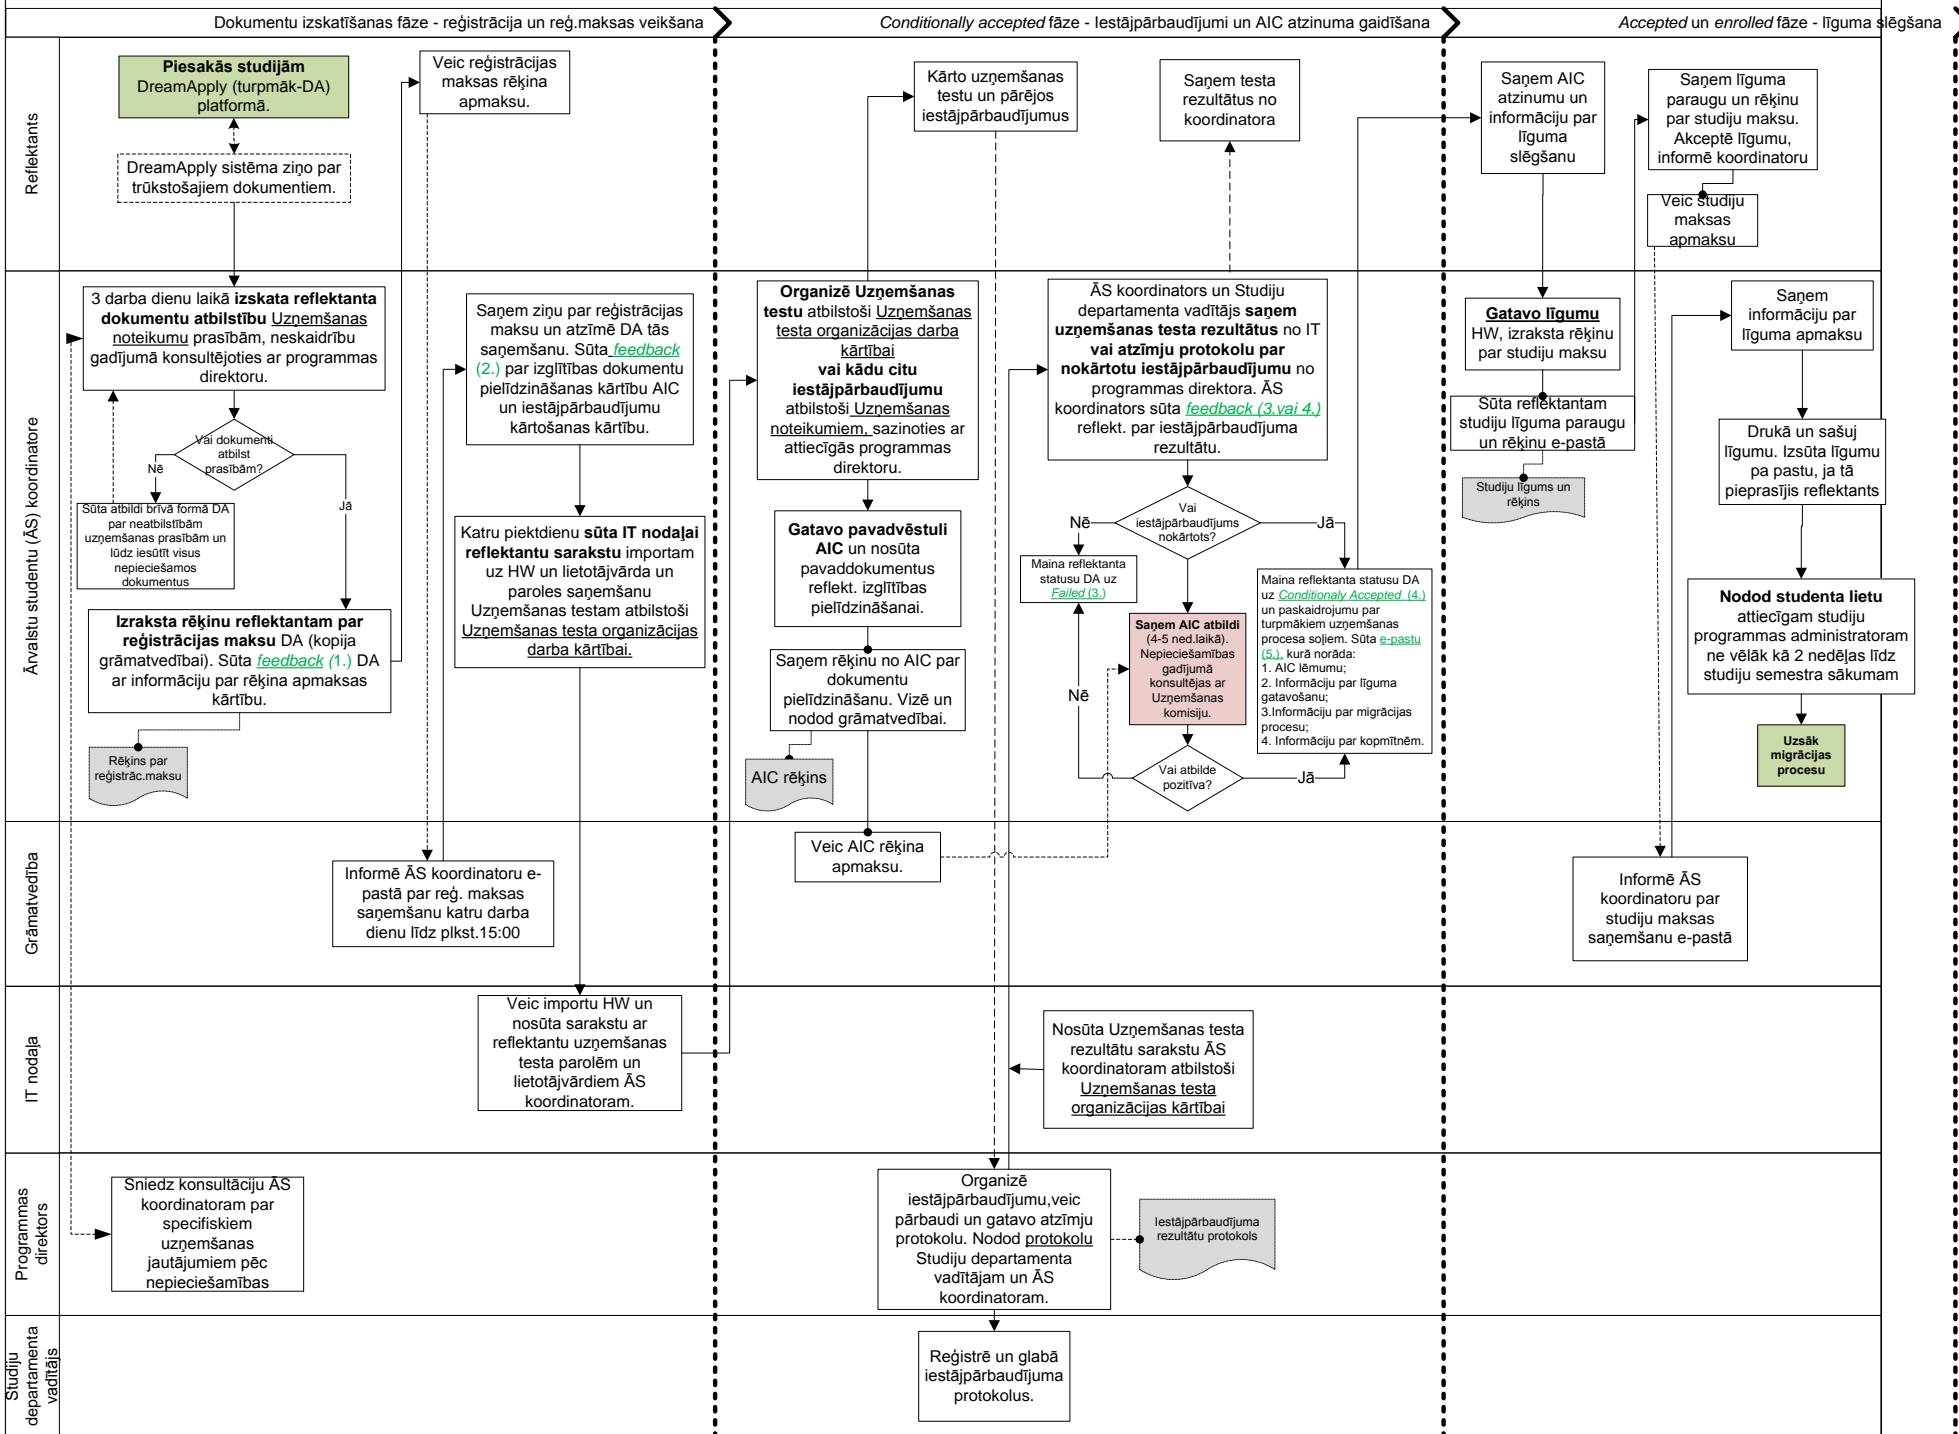 Dokumentu izskatīšanas fāze - reģistrācija un reģ.maksas veikšana
Conditionally accepted fāze - Iestājpārbaudījumi un AIC atzinuma gaidīšana
Accepted un enrolled fāze - līguma slēgšana
Reflektants
Piesakās studijām
DreamApply (turpmāk-DA)
platformā.
DreamApply sistēma ziņo par
trūkstošajiem dokumentiem.
Veic reģistrācijas
maksas rēķina
apmaksu.
Kārto uzņemšanas
testu un pārējos
iestājpārbaudījumus
Saņem testa
rezultātus no
koordinatora
Saņem AIC
atzinumu un
informāciju par
līguma
slēgšanu
Saņem līguma
paraugu un rēķinu
par studiju maksu.
Akceptē līgumu,
informē koordinatoru
Veic studiju
maksas
apmaksu
Ārvalstu studentu (ĀS) koordinatore
3 darba dienu laikā izskata reflektanta
dokumentu atbilstību Uzņemšanas
noteikumu prasībām, neskaidrību
gadījumā konsultējoties ar programmas
direktoru.
Vai dokumenti
atbilst
prasībām?
Nē
Jā
Sūta atbildi brīvā formā DA
par neatbilstībām
uzņemšanas prasībām un
lūdz iesūtīt visus
nepieciešamos
dokumentus
Izraksta rēķinu reflektantam par
reģistrācijas maksu DA (kopija
grāmatvedībai). Sūta feedback (1.) DA
ar informāciju par rēķina apmaksas
kārtību.
Rēķins par
reģistrāc.maksu
Saņem ziņu par reģistrācijas
maksu un atzīmē DA tās
saņemšanu. Sūta feedback
(2.) par izglītības dokumentu
pielīdzināšanas kārtību AIC
un iestājpārbaudījumu
kārtošanas kārtību.
Katru piektdienu sūta IT nodaļai
reflektantu sarakstu importam
uz HW un lietotājvārda un
paroles saņemšanu
Uzņemšanas testam atbilstoši
Uzņemšanas testa organizācijas
darba kārtībai.
Organizē Uzņemšanas
testu atbilstoši Uzņemšanas
testa organizācijas darba
kārtībai
vai kādu citu
iestājpārbaudījumu
atbilstoši Uzņemšanas
noteikumiem, sazinoties ar
attiecīgās programmas
direktoru.
Gatavo pavadvēstuli
AIC un nosūta
pavaddokumentus
reflekt. izglītības
pielīdzināšanai.
Saņem rēķinu no AIC par
dokumentu
pielīdzināšanu. Vizē un
nodod grāmatvedībai.
AIC rēķins
ĀS koordinators un Studiju
departamenta vadītājs saņem
uzņemšanas testa rezultātus no IT
vai atzīmju protokolu par
nokārtotu iestājpārbaudījumu no
programmas direktora. ĀS
koordinators sūta feedback (3.vai 4.)
reflekt. par iestājpārbaudījuma
rezultātu.
Vai
iestājpārbaudījums
nokārtots?
Nē
Jā
Maina reflektanta
statusu DA uz
Failed (3.)
Saņem AIC atbildi
(4-5 ned.laikā).
Nepieciešamības
gadījumā
konsultējas ar
Uzņemšanas
komisiju.
Nē
Vai atbilde
pozitīva?
Jā
Maina reflektanta statusu DA
uz Conditionaly Accepted (4.)
un paskaidrojumu par
turpmākiem uzņemšanas
procesa soļiem. Sūta e-pastu
(5.), kurā norāda:
1. AIC lēmumu;
2. Informāciju par līguma
gatavošanu;
3.Informāciju par migrācijas
procesu;
4. Informāciju par kopmītnēm.
Gatavo līgumu
HW, izraksta rēķinu
par studiju maksu
Sūta reflektantam
studiju līguma paraugu
un rēķinu e-pastā
Studiju līgums un
rēķins
Saņem
informāciju par
līguma apmaksu
Drukā un sašuj
līgumu. Izsūta līgumu
pa pastu, ja tā
pieprasījis reflektants
Nodod studenta lietu
attiecīgam studiju
programmas administratoram
ne vēlāk kā 2 nedēļas līdz
studiju semestra sākumam
Uzsāk
migrācijas
procesu
Grāmatvedība
Informē ĀS koordinatoru e-
pastā par reģ. maksas
saņemšanu katru darba
dienu līdz plkst.15:00
Veic AIC rēķina
apmaksu.
Informē ĀS
koordinatoru par
studiju maksas
saņemšanu e-pastā
IT nodaļa
Veic importu HW un
nosūta sarakstu ar
reflektantu uzņemšanas
testa parolēm un
lietotājvārdiem ĀS
koordinatoram.
Nosūta Uzņemšanas testa
rezultātu sarakstu ĀS
koordinatoram atbilstoši
Uzņemšanas testa
organizācijas kārtībai
Programmas
direktors
Sniedz konsultāciju ĀS
koordinatoram par
specifiskiem
uzņemšanas
jautājumiem pēc
nepieciešamības
Organizē
iestājpārbaudījumu,veic
pārbaudi un gatavo atzīmju
protokolu. Nodod protokolu
Studiju departamenta
vadītājam un ĀS
koordinatoram.
Iestājpārbaudījuma
rezultātu protokols
Studiju
departamenta
vadītājs
Reģistrē un glabā
iestājpārbaudījuma
protokolus.